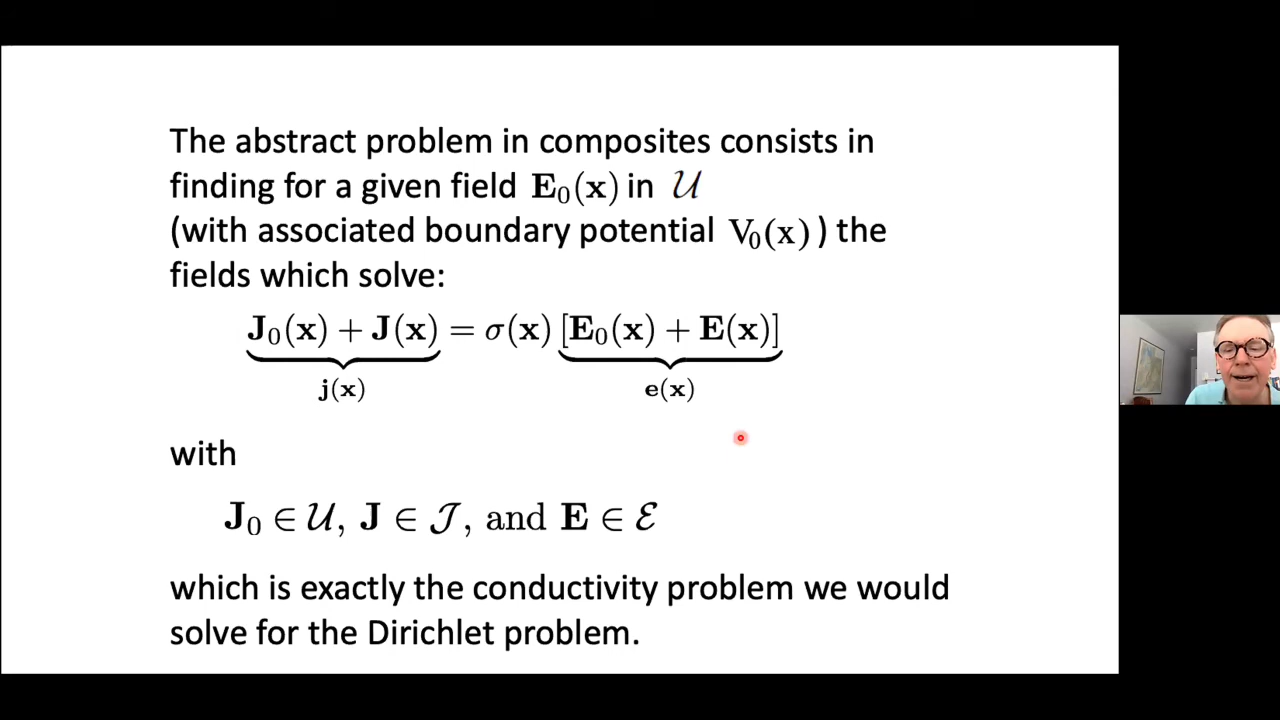 The abstract problem in composites consists in
finding for a given field E₀(x) in 𝒰
(with associated boundary potential V₀(x) ) the
fields which solve:
J₀(x) + J(x) = σ(x) [E₀(x) + E(x)]
j(x) e(x)
with
J₀ ∈ 𝒰, J ∈ 𝒥, and E ∈ ℰ
which is exactly the conductivity problem we would
solve for the Dirichlet problem.